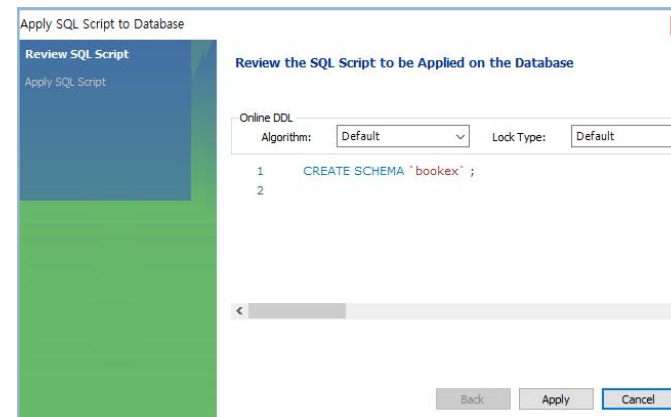 Apply SQL Script to Database
Review SQL Script
Apply SQL Script
Review the SQL Script to be Applied on the Database
Online DDL
Algorithm: Default Lock Type: Default
1 CREATE SCHEMA `bookex` ;
2
Back Apply Cancel